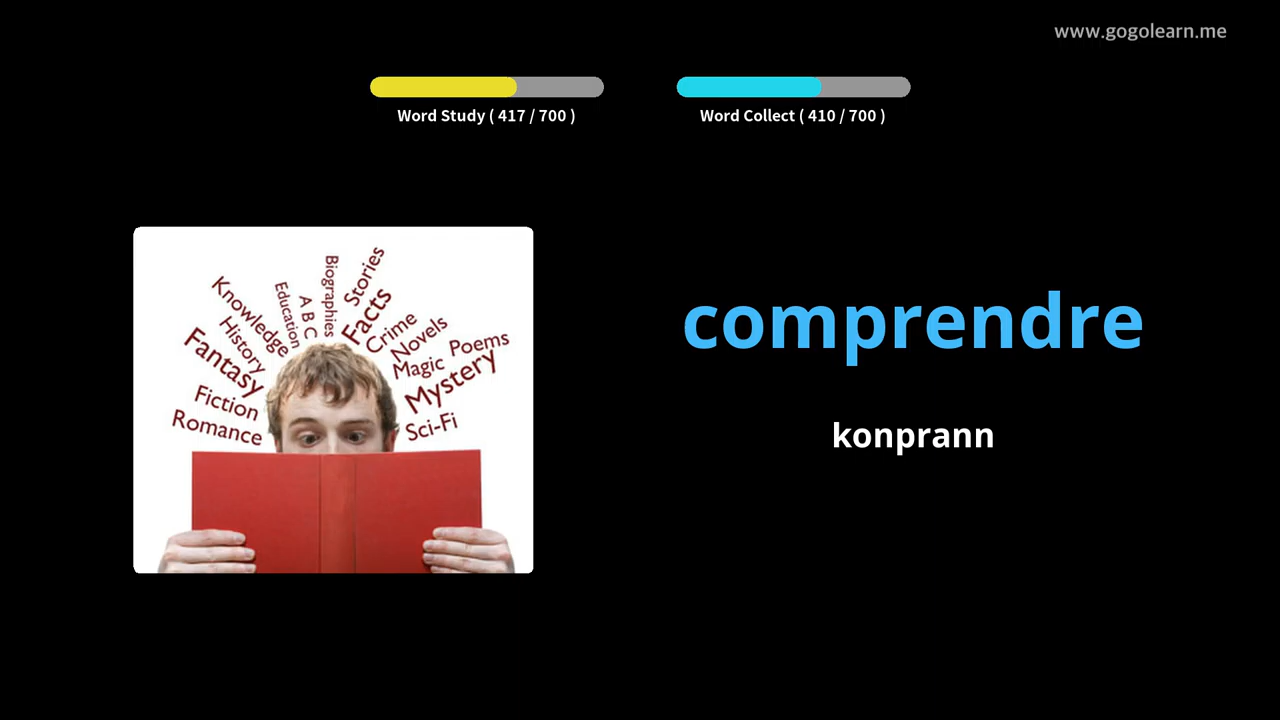 www.gogolearn.me
Word Study ( 417 / 700 )
Word Collect ( 410 / 700 )
Knowledge
Education
A B C
Biographies
Stories
Facts
Crime
Novels
Poems
History
Fantasy
Magic
Mystery
Fiction
Romance
Sci-Fi
comprendre
konprann